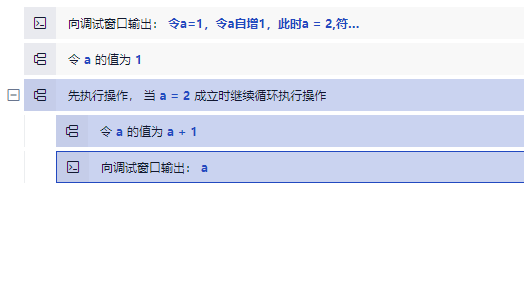 向调试窗口输出： 令a=1，令a自增1，此时a = 2,符...
令 a 的值为 1
先执行操作， 当 a = 2 成立时继续循环执行操作
令 a 的值为 a + 1
向调试窗口输出： a